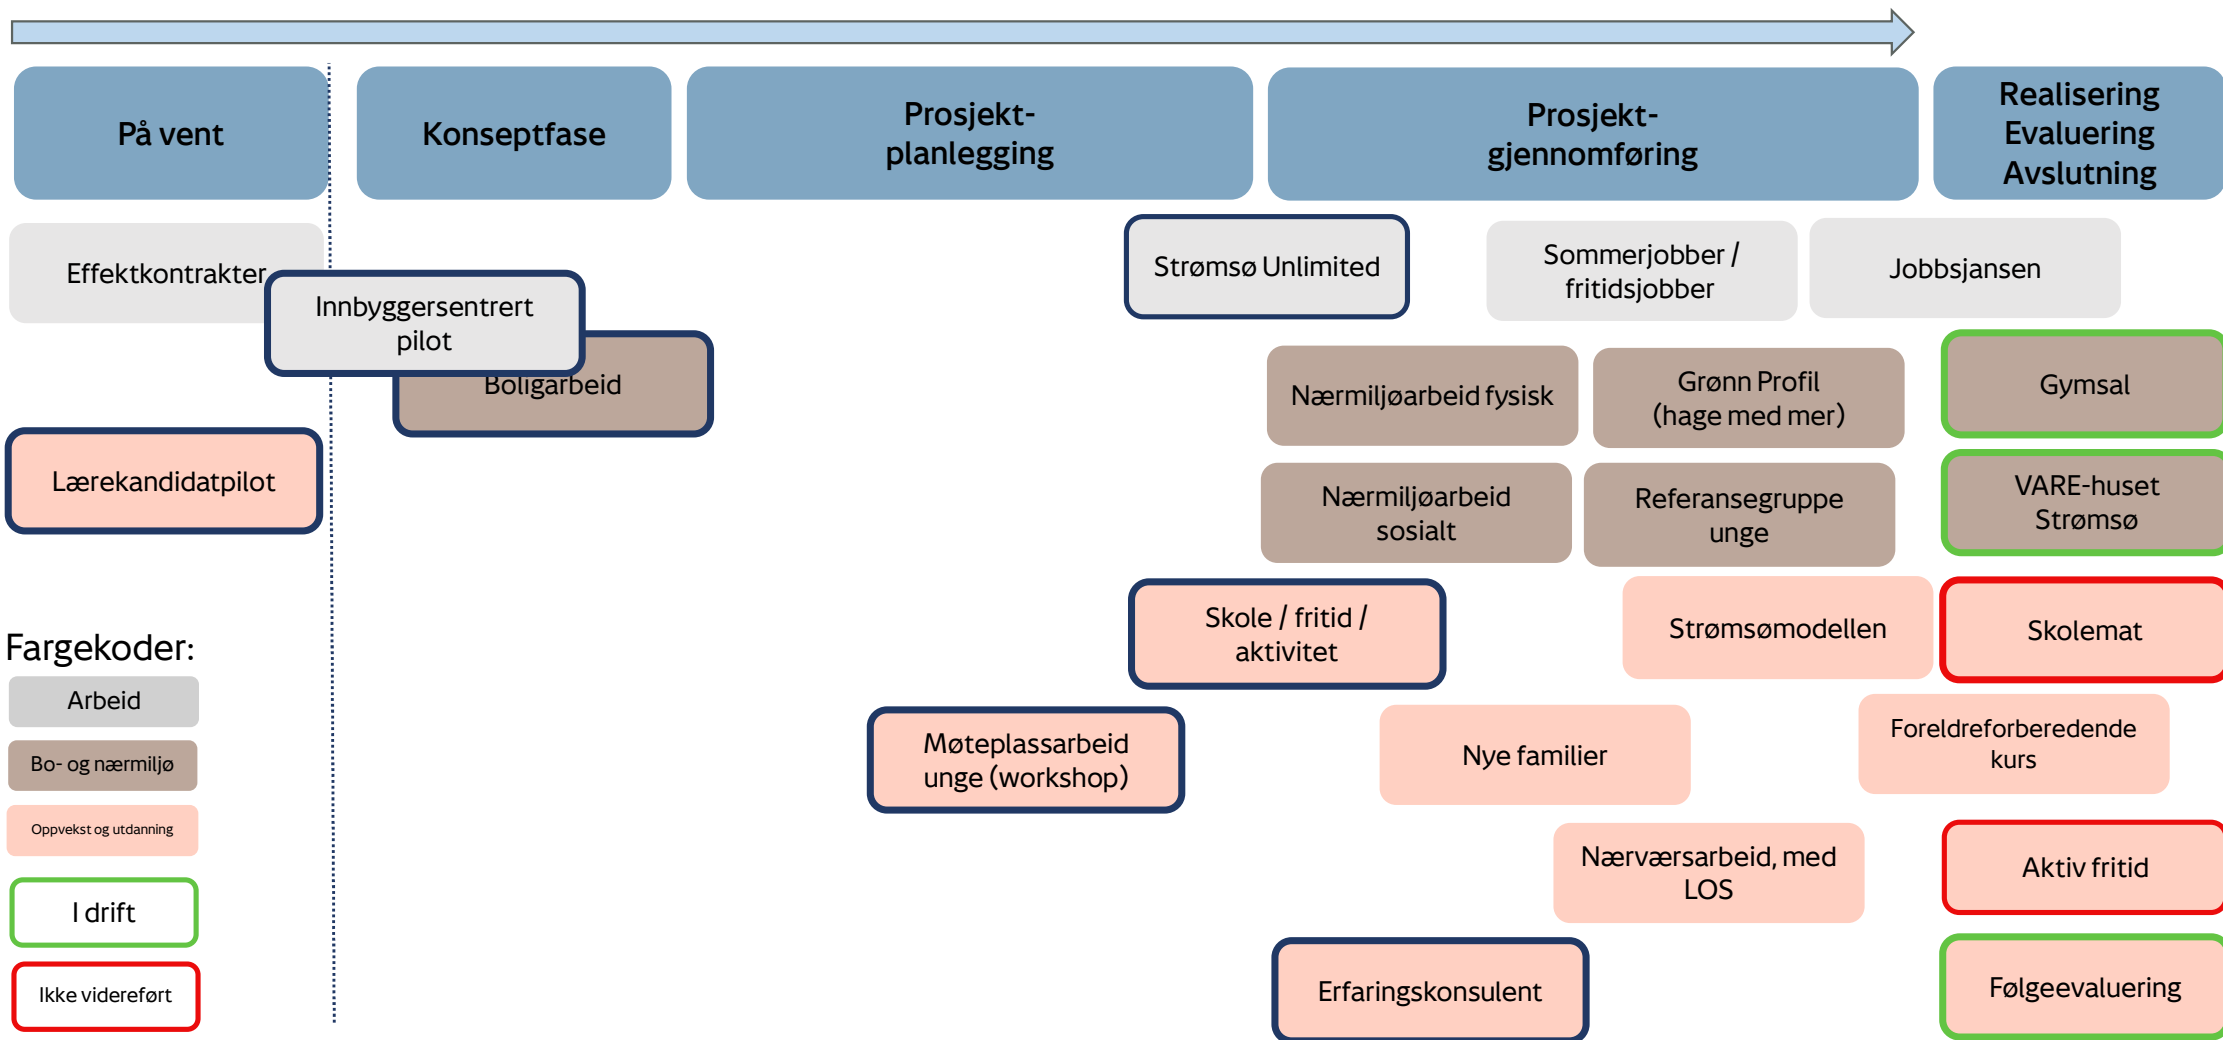 På vent
Konseptfase
Prosjekt-
planlegging
Prosjekt-
gjennomføring
Realisering
Evaluering
Avslutning
Effektkontrakter
Innbyggersentrert
pilot
Boligarbeid
Lærekandidatpilot
Strømsø Unlimited
Sommerjobber /
fritidsjobber
Jobbsjansen
Nærmiljøarbeid fysisk
Grønn Profil
(hage med mer)
Gymsal
Nærmiljøarbeid
sosialt
Referansegruppe
unge
VARE-huset
Strømsø
Skole / fritid /
aktivitet
Strømsømodellen
Skolemat
Møteplassarbeid
unge (workshop)
Nye familier
Foreldreforberedende
kurs
Nærværsarbeid, med
LOS
Aktiv fritid
Erfaringskonsulent
Følgeevaluering
Fargekoder:
Arbeid
Bo- og nærmiljø
Oppvekst og utdanning
I drift
Ikke videreført